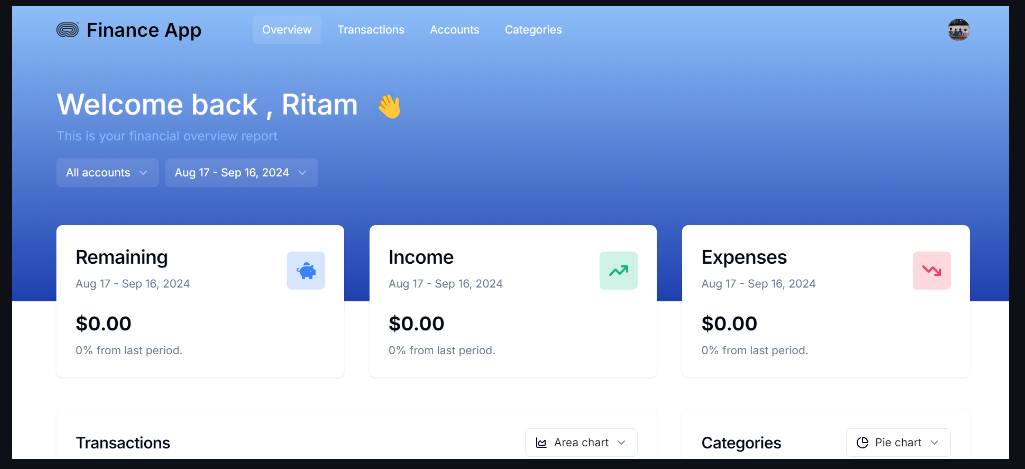 Finance App
Overview
Transactions
Accounts
Categories
Welcome back , Ritam 👋
This is your financial overview report
All accounts
Aug 17 - Sep 16, 2024
Remaining
Aug 17 - Sep 16, 2024
$0.00
0% from last period.
Income
Aug 17 - Sep 16, 2024
$0.00
0% from last period.
Expenses
Aug 17 - Sep 16, 2024
$0.00
0% from last period.
Transactions
Area chart
Categories
Pie chart